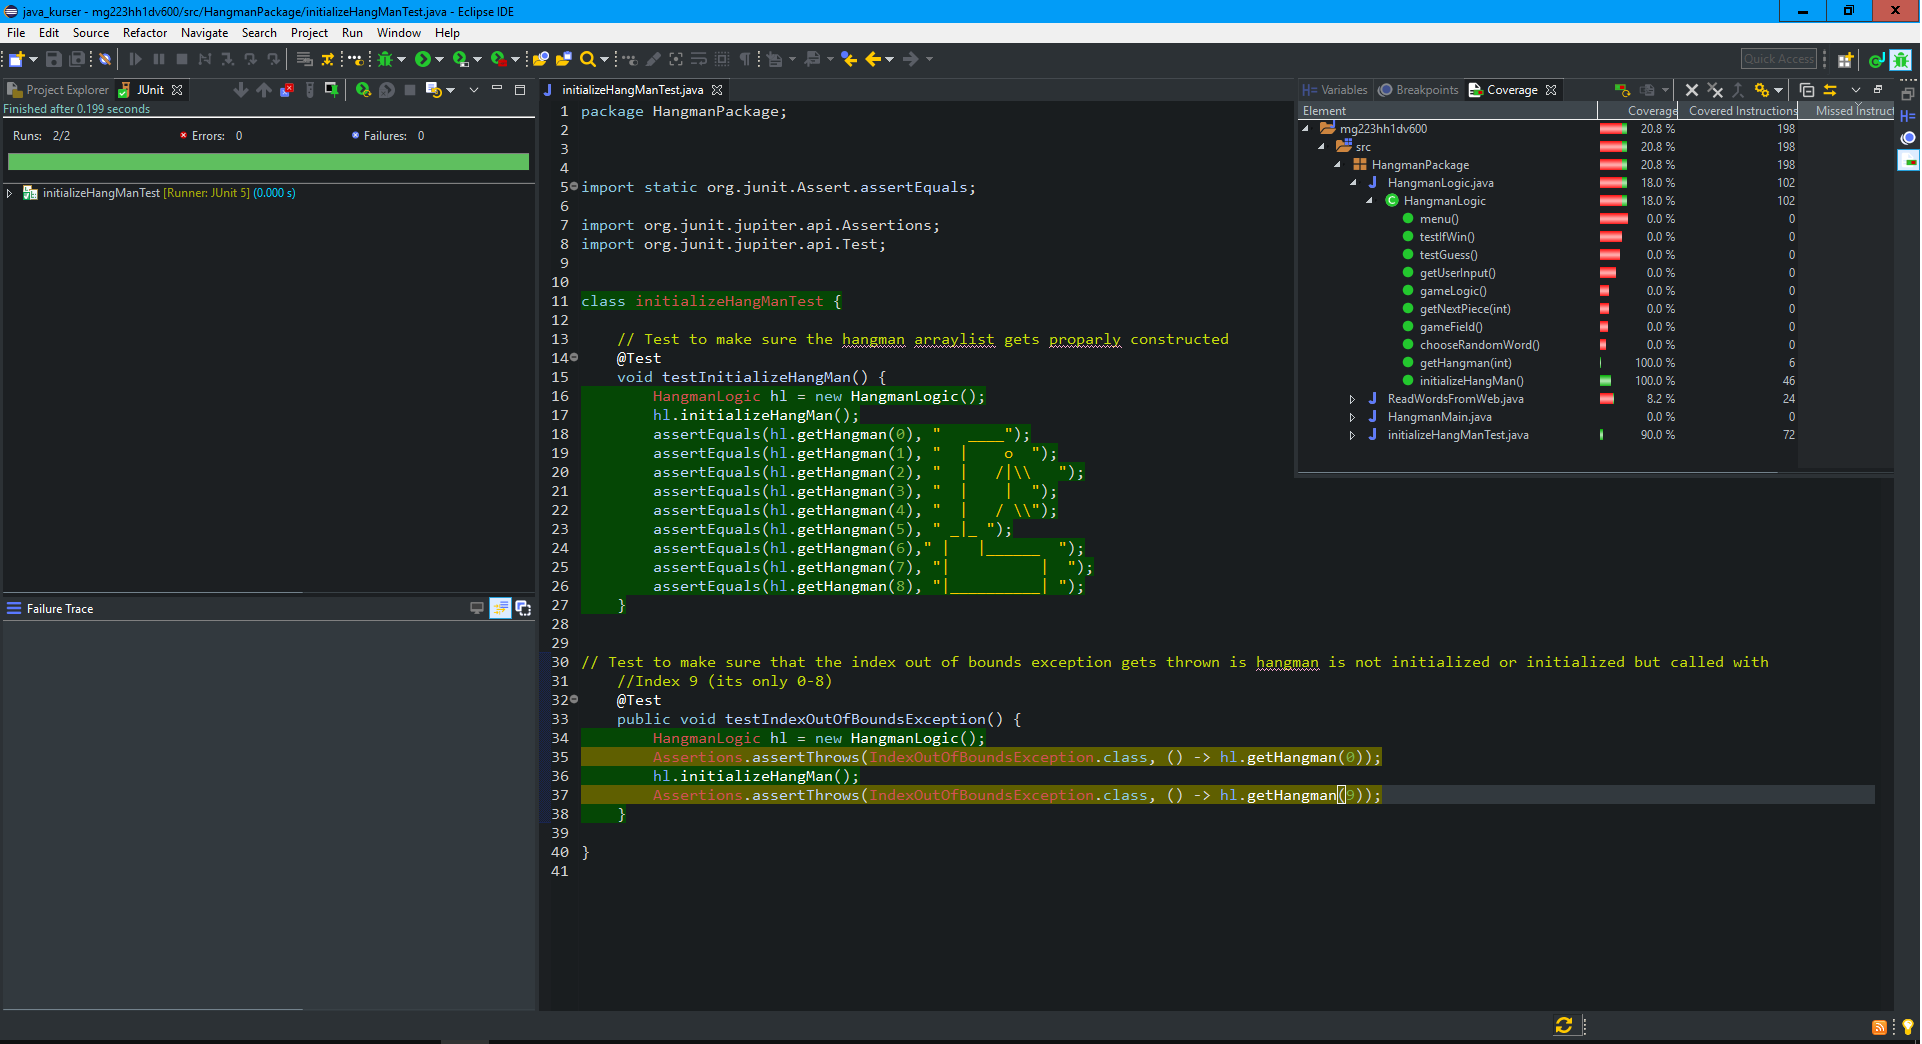 java_kurser - mg223hh1dv600/src/HangmanPackage/initializeHangManTest.java - Eclipse IDE
File Edit Source Refactor Navigate Search Project Run Window Help
Quick Access
Project Explorer JUnit
Finished after 0.199 seconds
Runs: 2/2 Errors: 0 Failures: 0
initializeHangManTest [Runner: JUnit 5] (0.000 s)
Failure Trace
initializeHangManTest.java
1 package HangmanPackage;
2
3
4
5 import static org.junit.Assert.assertEquals;
6
7 import org.junit.jupiter.api.Assertions;
8 import org.junit.jupiter.api.Test;
9
10
11 class initializeHangManTest {
12
13     // Test to make sure the hangman arraylist gets proparly constructed
14     @Test
15     void testInitializeHangMan() {
16         HangmanLogic hl = new HangmanLogic();
17         hl.initializeHangMan();
18         assertEquals(hl.getHangman(0), "   ____");
19         assertEquals(hl.getHangman(1), "  |    o  ");
20         assertEquals(hl.getHangman(2), "  |   /|\\   ");
21         assertEquals(hl.getHangman(3), "  |    |  ");
22         assertEquals(hl.getHangman(4), "  |   / \\");
23         assertEquals(hl.getHangman(5), " _|_ ");
24         assertEquals(hl.getHangman(6)," |   |______  ");
25         assertEquals(hl.getHangman(7), "|          |  ");
26         assertEquals(hl.getHangman(8), "|__________| ");
27     }
28
29
30 // Test to make sure that the index out of bounds exception gets thrown is hangman is not initialized or initialized but called with
31     //Index 9 (its only 0-8)
32     @Test
33     public void testIndexOutOfBoundsException() {
34         HangmanLogic hl = new HangmanLogic();
35         Assertions.assertThrows(IndexOutOfBoundsException.class, () -> hl.getHangman(0));
36         hl.initializeHangMan();
37         Assertions.assertThrows(IndexOutOfBoundsException.class, () -> hl.getHangman(9));
38     }
39
40 }
41
Variables Breakpoints Coverage
Element Coverage Covered Instructions Missed Instruc
mg223hh1dv600 20.8 % 198
src 20.8 % 198
HangmanPackage 20.8 % 198
HangmanLogic.java 18.0 % 102
HangmanLogic 18.0 % 102
menu() 0.0 % 0
testIfWin() 0.0 % 0
testGuess() 0.0 % 0
getUserInput() 0.0 % 0
gameLogic() 0.0 % 0
getNextPiece(int) 0.0 % 0
gameField() 0.0 % 0
chooseRandomWord() 0.0 % 0
getHangman(int) 100.0 % 6
initializeHangMan() 100.0 % 46
ReadWordsFromWeb.java 8.2 % 24
HangmanMain.java 0.0 % 0
initializeHangManTest.java 90.0 % 72